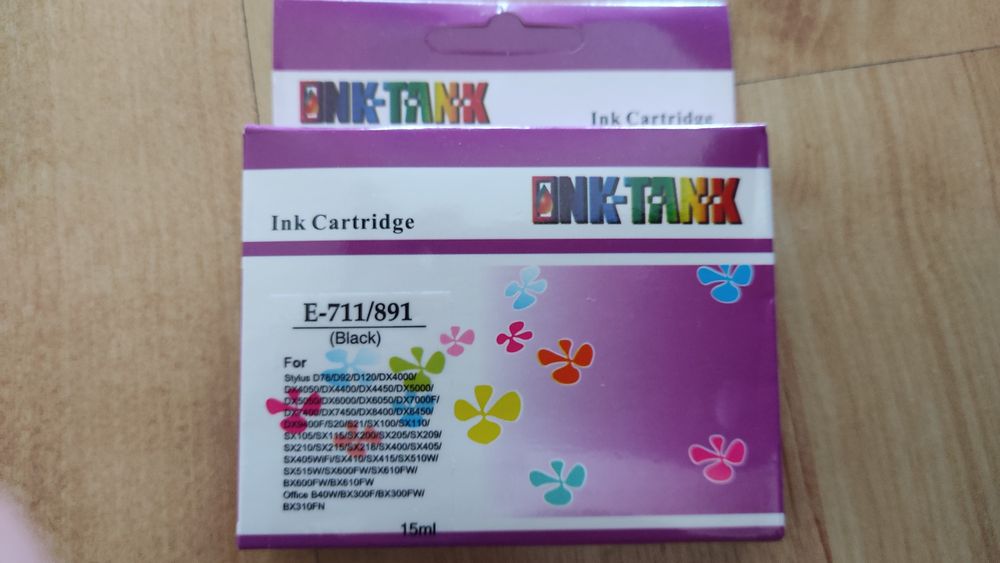 INK-TANK
Ink Cartridge
INK-TANK
Ink Cartridge
E-711/891
(Black)
For
Stylus D78/D92/D120/DX4000/
DX4050/DX4400/DX4450/DX5000/
DX5050/DX6000/DX6050/DX7000F/
DX7400/DX7450/DX8400/DX8450/
DX9400F/S20/S21/SX100/SX110/
SX105/SX115/SX200/SX205/SX209/
SX210/SX215/SX218/SX400/SX405/
SX405WiFi/SX410/SX415/SX510W/
SX515W/SX600FW/SX610FW/
BX600FW/BX610FW
Office B40W/BX300F/BX300FW/
BX310FN
15ml